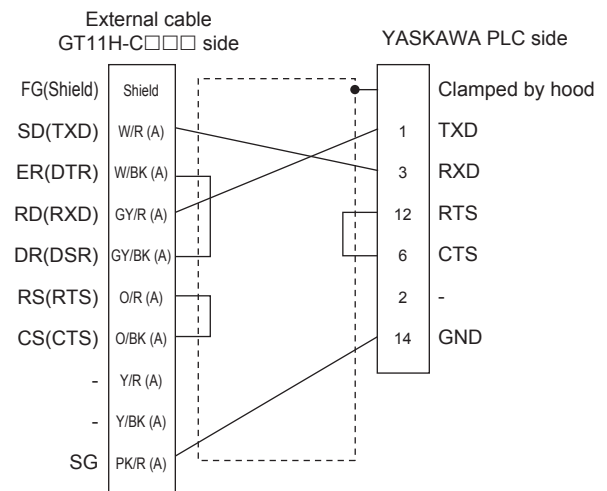 External cable
GT11H-C□□□ side
YASKAWA PLC side
FG(Shield) Shield Clamped by hood
SD(TXD) W/R (A) 1 TXD
ER(DTR) W/BK (A) 3 RXD
RD(RXD) GY/R (A) 12 RTS
DR(DSR) GY/BK (A) 6 CTS
RS(RTS) O/R (A) 2 -
CS(CTS) O/BK (A) 14 GND
- Y/R (A)
- Y/BK (A)
SG PK/R (A)